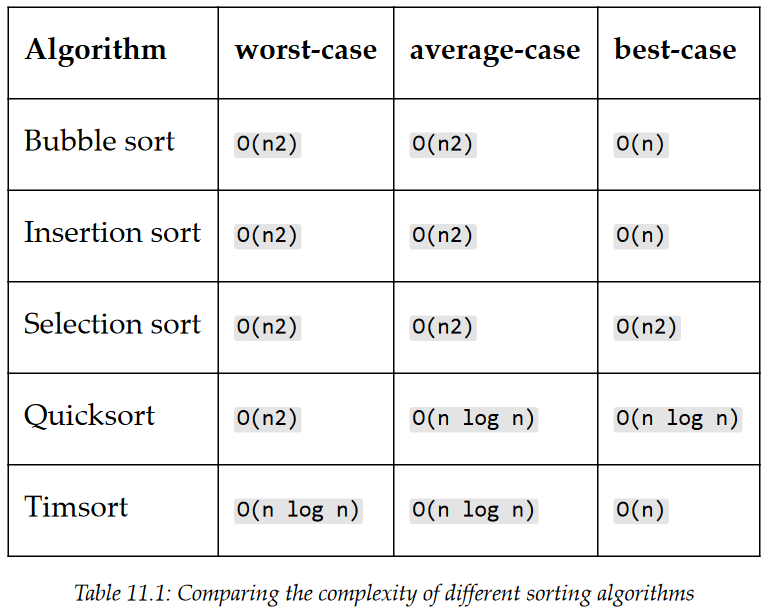 Algorithm worst-case average-case best-case
Bubble sort O(n2) O(n2) O(n)
Insertion sort O(n2) O(n2) O(n)
Selection sort O(n2) O(n2) O(n2)
Quicksort O(n2) O(n log n) O(n log n)
Timsort O(n log n) O(n log n) O(n)
Table 11.1: Comparing the complexity of different sorting algorithms